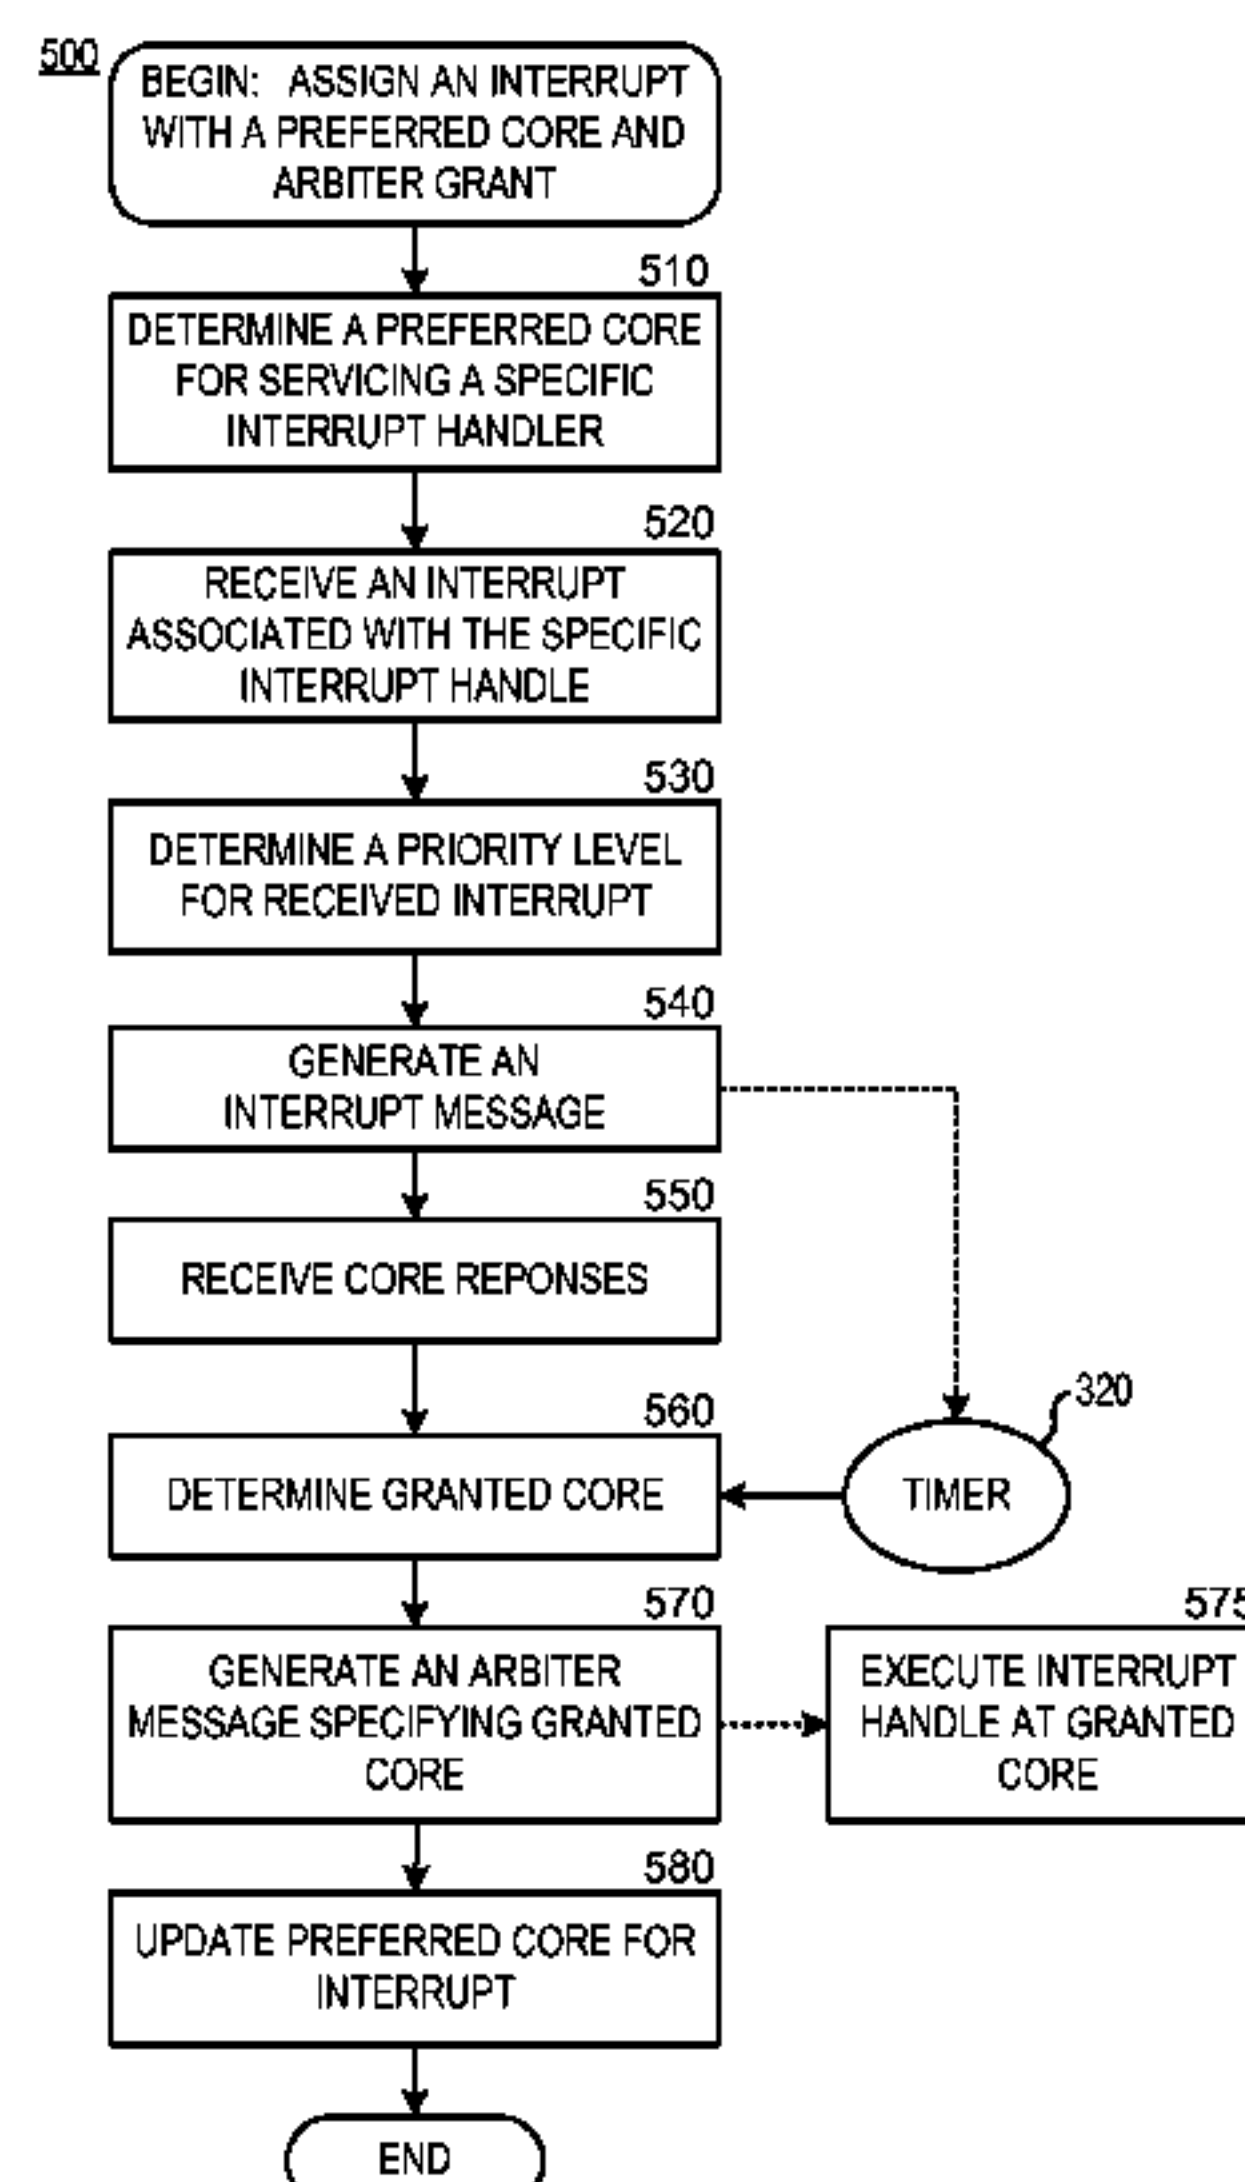 500
BEGIN: ASSIGN AN INTERRUPT
WITH A PREFERRED CORE AND
ARBITER GRANT
510
DETERMINE A PREFERRED CORE
FOR SERVICING A SPECIFIC
INTERRUPT HANDLER
520
RECEIVE AN INTERRUPT
ASSOCIATED WITH THE SPECIFIC
INTERRUPT HANDLE
530
DETERMINE A PRIORITY LEVEL
FOR RECEIVED INTERRUPT
540
GENERATE AN
INTERRUPT MESSAGE
550
RECEIVE CORE REPONSES
560
DETERMINE GRANTED CORE
320
TIMER
570
GENERATE AN ARBITER
MESSAGE SPECIFYING GRANTED
CORE
575
EXECUTE INTERRUPT
HANDLE AT GRANTED
CORE
580
UPDATE PREFERRED CORE FOR
INTERRUPT
END